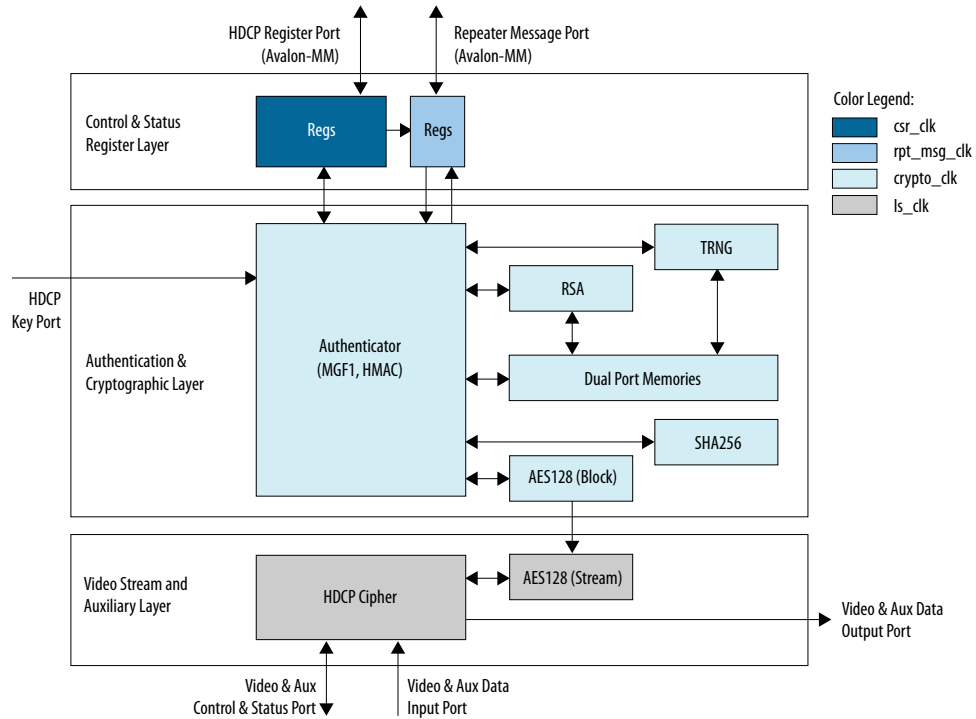 HDCP Register Port
(Avalon-MM)
Repeater Message Port
(Avalon-MM)
Control & Status
Register Layer
Regs
Regs
Color Legend:
csr_clk
rpt_msg_clk
crypto_clk
ls_clk
HDCP
Key Port
Authentication &
Cryptographic Layer
Authenticator
(MGF1, HMAC)
TRNG
RSA
Dual Port Memories
SHA256
AES128 (Block)
Video Stream and
Auxiliary Layer
HDCP Cipher
AES128 (Stream)
Video & Aux Data
Output Port
Video & Aux
Control & Status Port
Video & Aux Data
Input Port